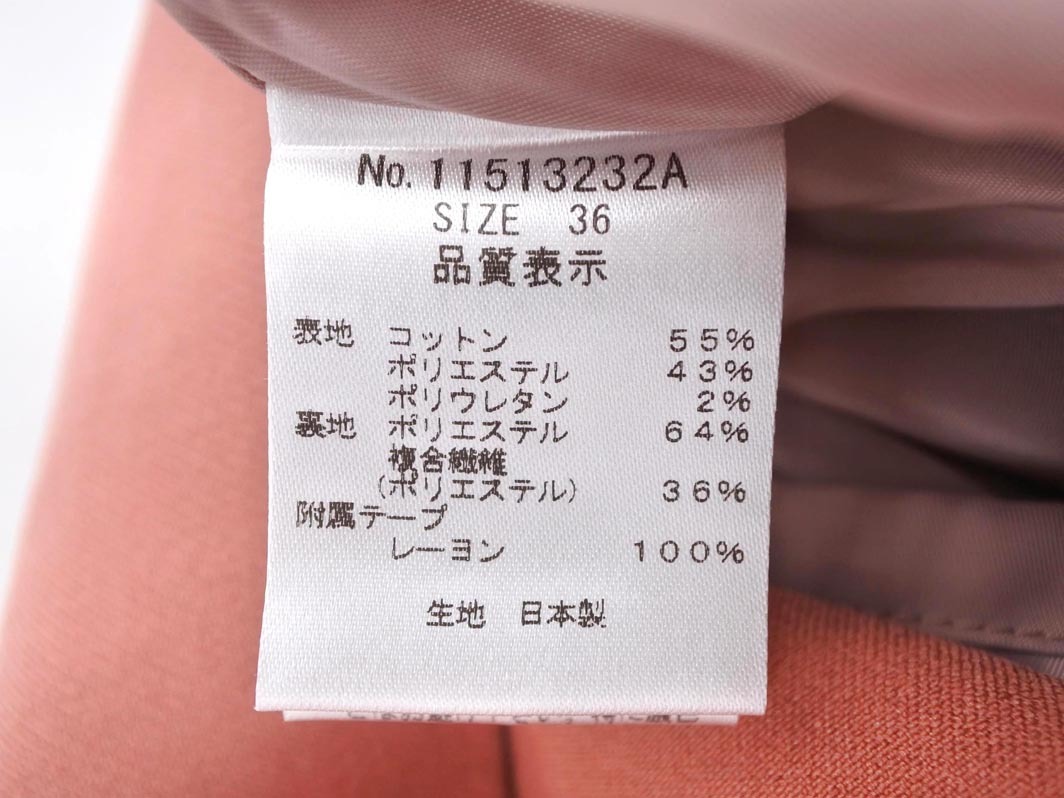 No. 11513232A
SIZE 36
品質表示
表地 コットン 55%
ポリエステル 43%
ポリウレタン 2%
裏地 ポリエステル 64%
複合繊維
(ポリエステル) 36%
附属テープ
レーヨン 100%
生地 日本製